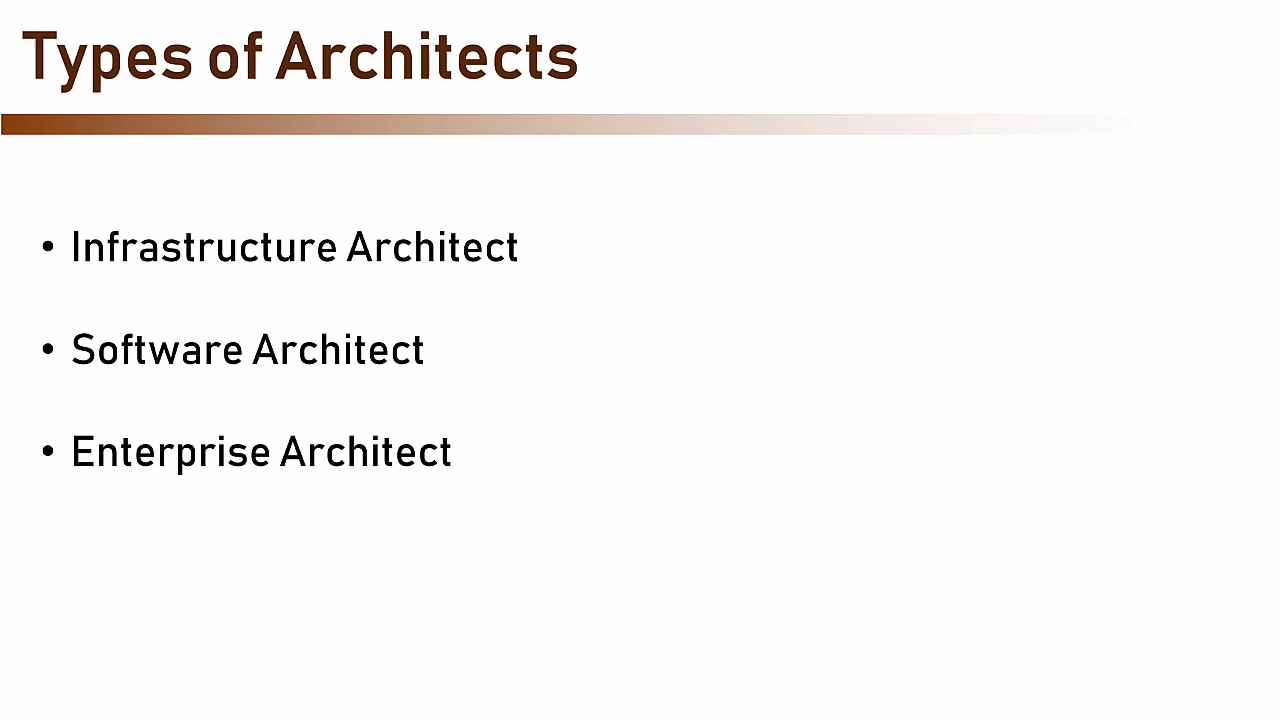 Types of Architects
• Infrastructure Architect
• Software Architect
• Enterprise Architect